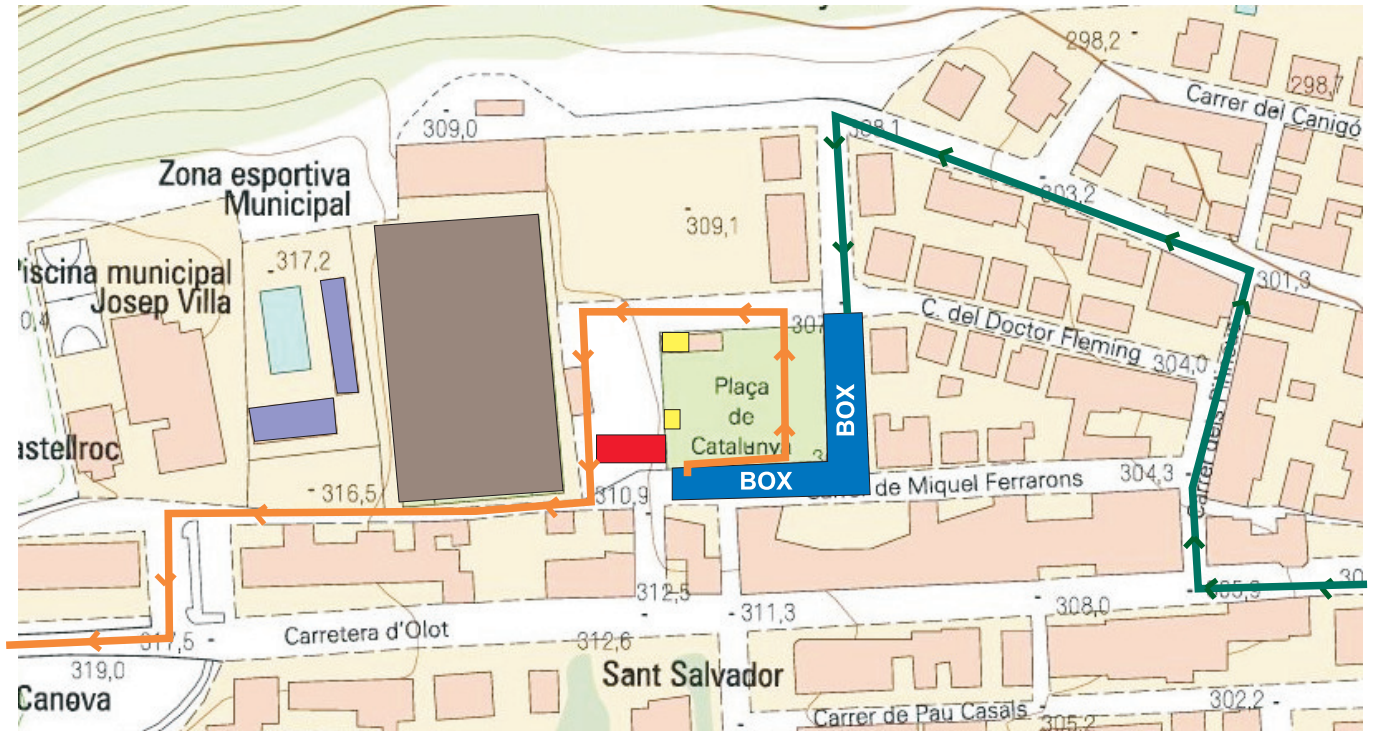 298,2
298,7
Carrer del Canigó
309,0
308,1
Zona esportiva
Municipal
303,2
309,1
317,2
Piscina municipal
Josep Villa
301,3
C. del Doctor Fleming
304,0
Plaça
de
Catalunya
BOX
astellroc
316,5
310,9
BOX
de Miquel Ferrarons
304,3
312,5
311,3
308,0
Carretera d'Olot
312,6
317,5
319,0
Sant Salvador
Canova
302,2
Carrer de Pau Casals
305,2